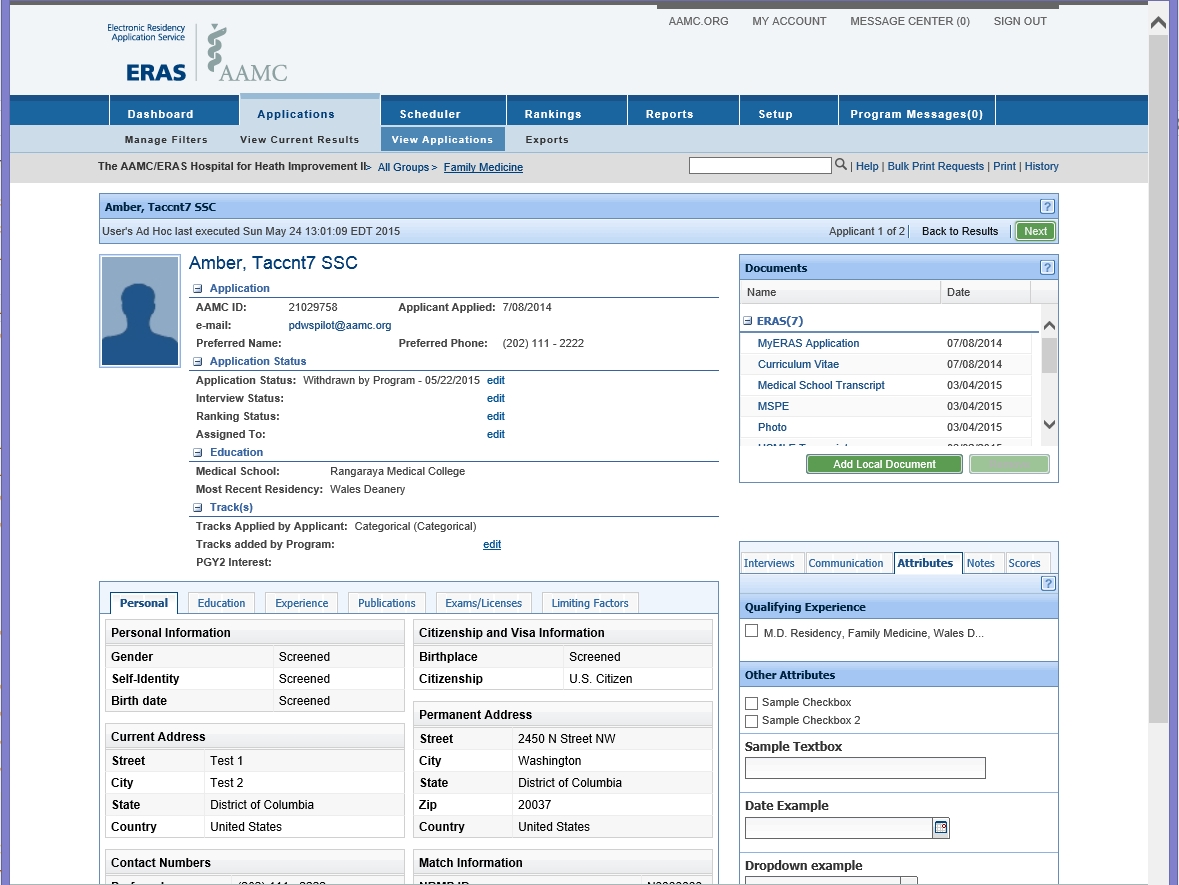 AAMC.ORG MY ACCOUNT MESSAGE CENTER (0) SIGN OUT
Electronic Residency
Application Service
ERAS AAMC
Dashboard Applications Scheduler Rankings Reports Setup Program Messages(0)
Manage Filters View Current Results View Applications Exports
The AAMC/ERAS Hospital for Heath Improvement II> All Groups > Family Medicine | Help | Bulk Print Requests | Print | History
Amber, Taccnt7 SSC ?
User's Ad Hoc last executed Sun May 24 13:01:09 EDT 2015 Applicant 1 of 2 | Back to Results | Next
Amber, Taccnt7 SSC
Application
AAMC ID: 21029758 Applicant Applied: 7/08/2014
e-mail: pdwspilot@aamc.org
Preferred Name: Preferred Phone: (202) 111 - 2222
Application Status
Application Status: Withdrawn by Program - 05/22/2015 edit
Interview Status: edit
Ranking Status: edit
Assigned To: edit
Education
Medical School: Rangaraya Medical College
Most Recent Residency: Wales Deanery
Track(s)
Tracks Applied by Applicant: Categorical (Categorical)
Tracks added by Program: edit
PGY2 Interest:
Documents ?
Name Date
ERAS(7)
MyERAS Application 07/08/2014
Curriculum Vitae 07/08/2014
Medical School Transcript 03/04/2015
MSPE 03/04/2015
Photo 03/04/2015
Add Local Document
Personal Education Experience Publications Exams/Licenses Limiting Factors
Personal Information
Gender Screened
Self-Identity Screened
Birth date Screened
Current Address
Street Test 1
City Test 2
State District of Columbia
Country United States
Contact Numbers
Citizenship and Visa Information
Birthplace Screened
Citizenship U.S. Citizen
Permanent Address
Street 2450 N Street NW
City Washington
State District of Columbia
Zip 20037
Country United States
Match Information
Interviews Communication Attributes Notes Scores
?
Qualifying Experience
M.D. Residency, Family Medicine, Wales D...
Other Attributes
Sample Checkbox
Sample Checkbox 2
Sample Textbox
Date Example
Dropdown example